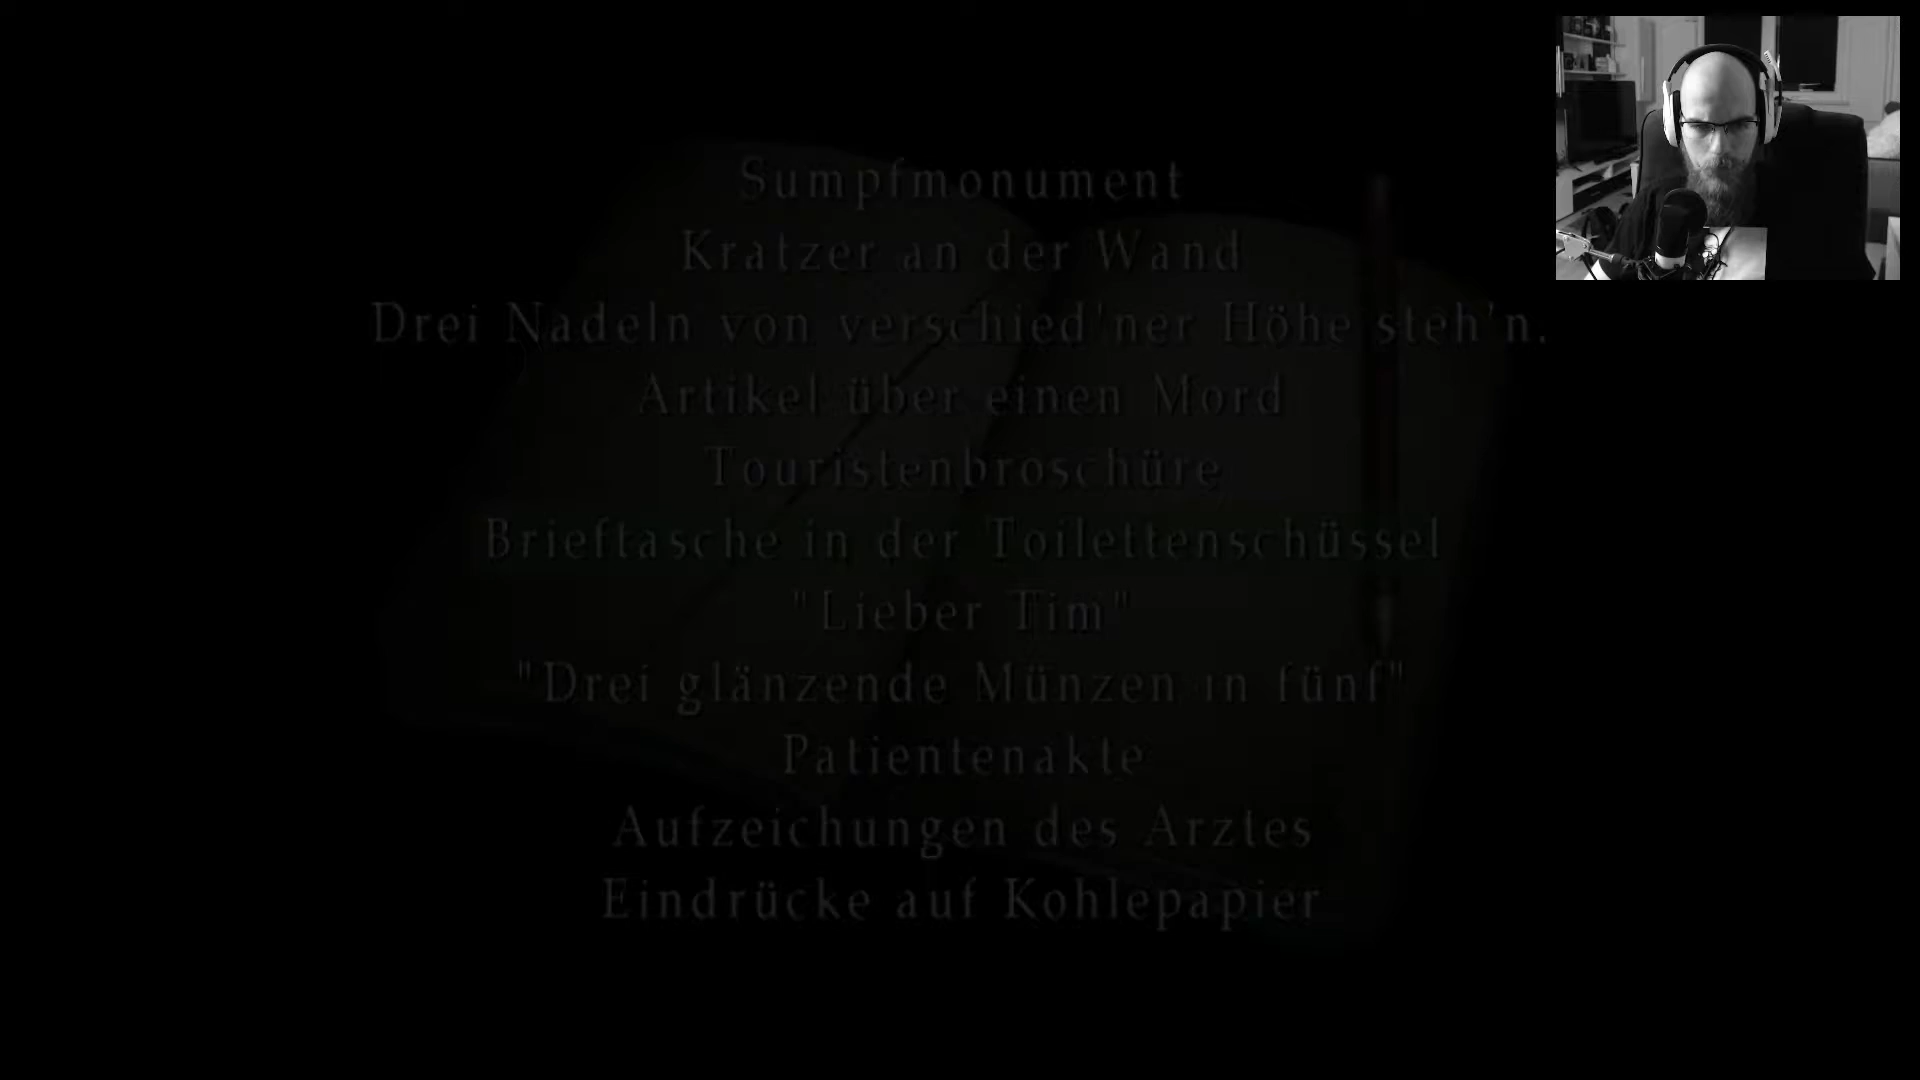 Sumpfmonument
Kratzer an der Wand
Drei Nadeln von verschied'ner Höhe steh'n.
Artikel über einen Mord
Touristenbroschüre
Brieftasche in der Toilettenschüssel
"Lieber Tim"
"Drei glänzende Münzen in fünf"
Patientenakte
Aufzeichungen des Arztes
Eindrücke auf Kohlepapier